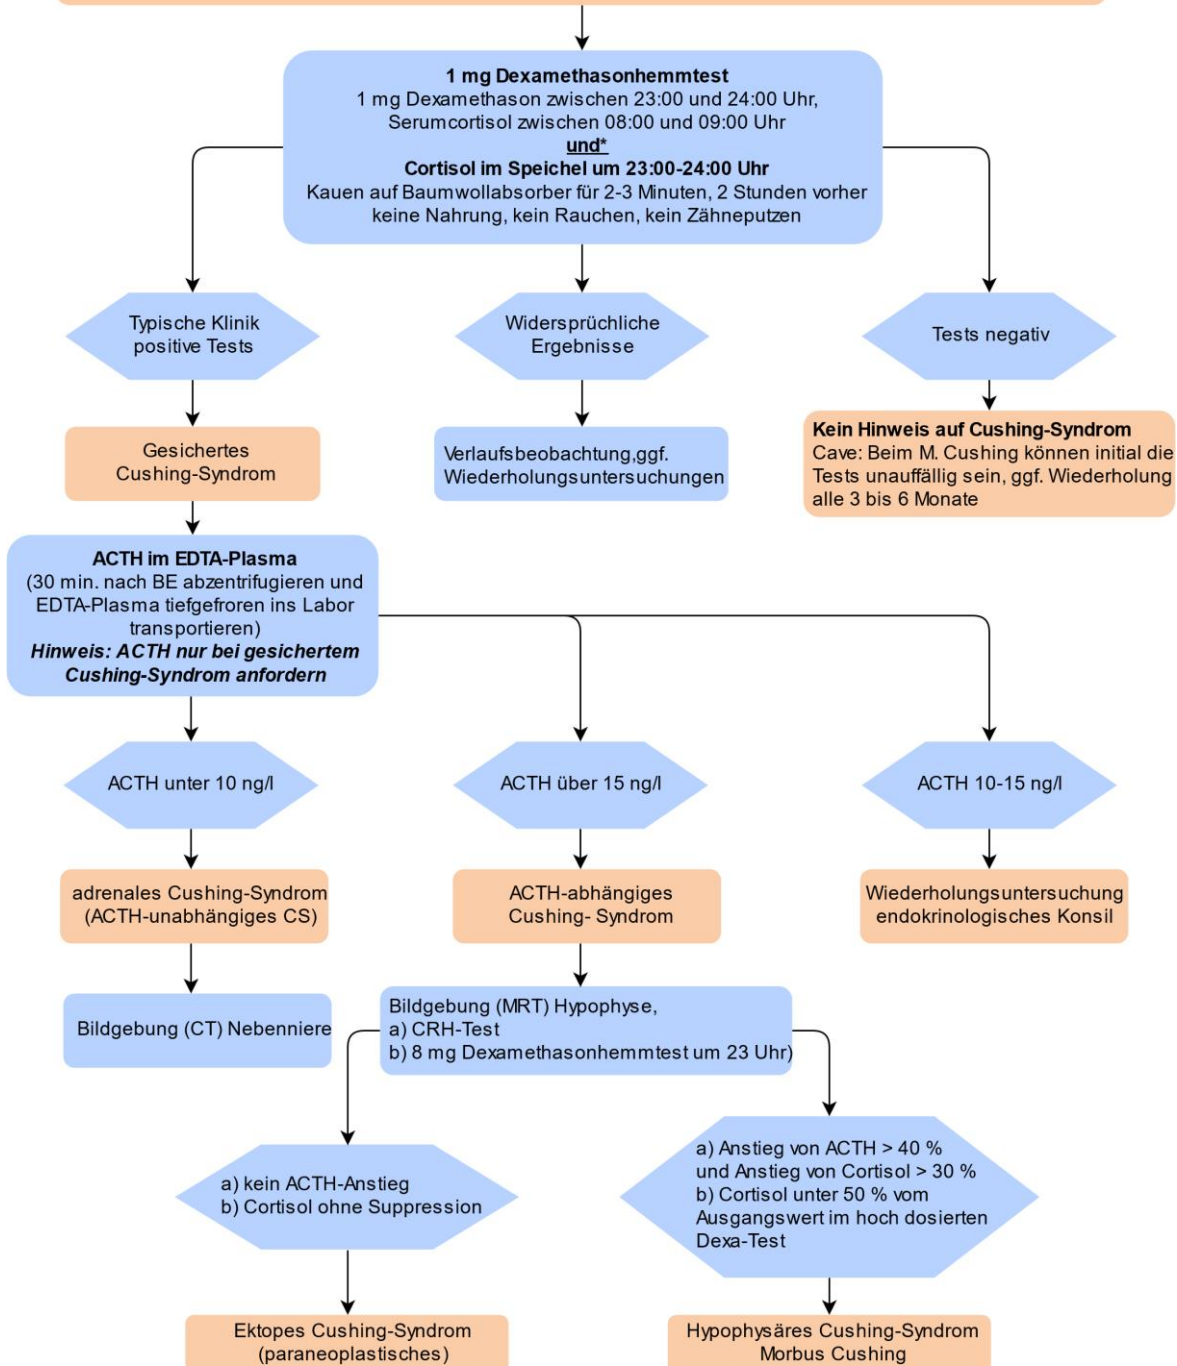 1 mg Dexamethasonhemmtest
1 mg Dexamethason zwischen 23:00 und 24:00 Uhr,
Serumcortisol zwischen 08:00 und 09:00 Uhr
und*
Cortisol im Speichel um 23:00-24:00 Uhr
Kauen auf Baumwollabsorber für 2-3 Minuten, 2 Stunden vorher
keine Nahrung, kein Rauchen, kein Zähneputzen
Typische Klinik
positive Tests
Widersprüchliche
Ergebnisse
Tests negativ
Gesichertes
Cushing-Syndrom
Verlaufsbeobachtung,ggf.
Wiederholungsuntersuchungen
Kein Hinweis auf Cushing-Syndrom
Cave: Beim M. Cushing können initial die
Tests unauffällig sein, ggf. Wiederholung
alle 3 bis 6 Monate
ACTH im EDTA-Plasma
(30 min. nach BE abzentrifugieren und
EDTA-Plasma tiefgefroren ins Labor
transportieren)
Hinweis: ACTH nur bei gesichertem
Cushing-Syndrom anfordern
ACTH unter 10 ng/l
ACTH über 15 ng/l
ACTH 10-15 ng/l
adrenales Cushing-Syndrom
(ACTH-unabhängiges CS)
ACTH-abhängiges
Cushing- Syndrom
Wiederholungsuntersuchung
endokrinologisches Konsil
Bildgebung (CT) Nebenniere
Bildgebung (MRT) Hypophyse,
a) CRH-Test
b) 8 mg Dexamethasonhemmtest um 23 Uhr)
a) kein ACTH-Anstieg
b) Cortisol ohne Suppression
a) Anstieg von ACTH > 40 %
und Anstieg von Cortisol > 30 %
b) Cortisol unter 50 % vom
Ausgangswert im hoch dosierten
Dexa-Test
Ektopes Cushing-Syndrom
(paraneoplastisches)
Hypophysäres Cushing-Syndrom
Morbus Cushing